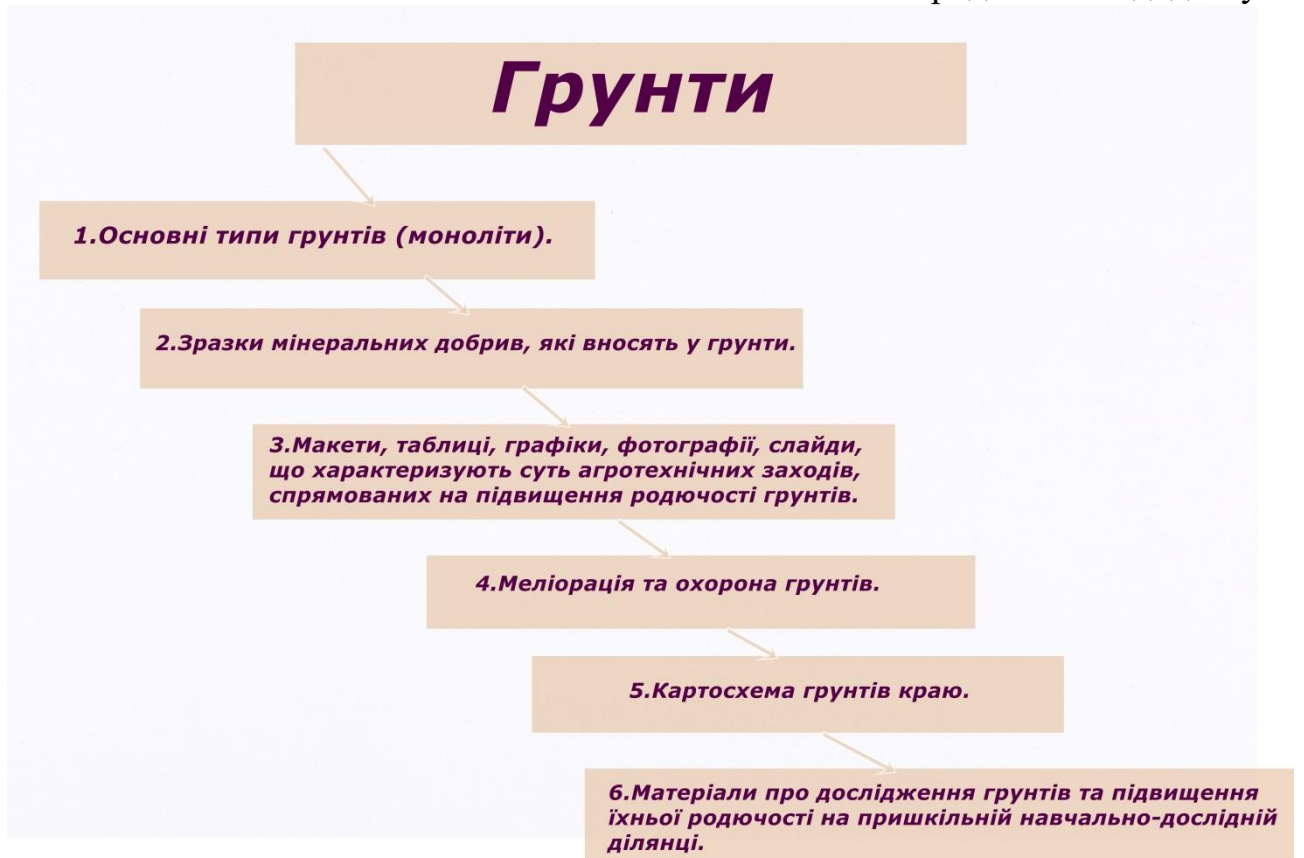 Грунти
1.Основні типи грунтів (моноліти).
2.Зразки мінеральних добрив, які вносять у грунти.
3.Макети, таблиці, графіки, фотографії, слайди,
що характеризують суть агротехнічних заходів,
спрямованих на підвищення родючості грунтів.
4.Меліорація та охорона грунтів.
5.Картосхема грунтів краю.
6.Матеріали про дослідження грунтів та підвищення
їхньої родючості на пришкільній навчально-дослідній
ділянці.